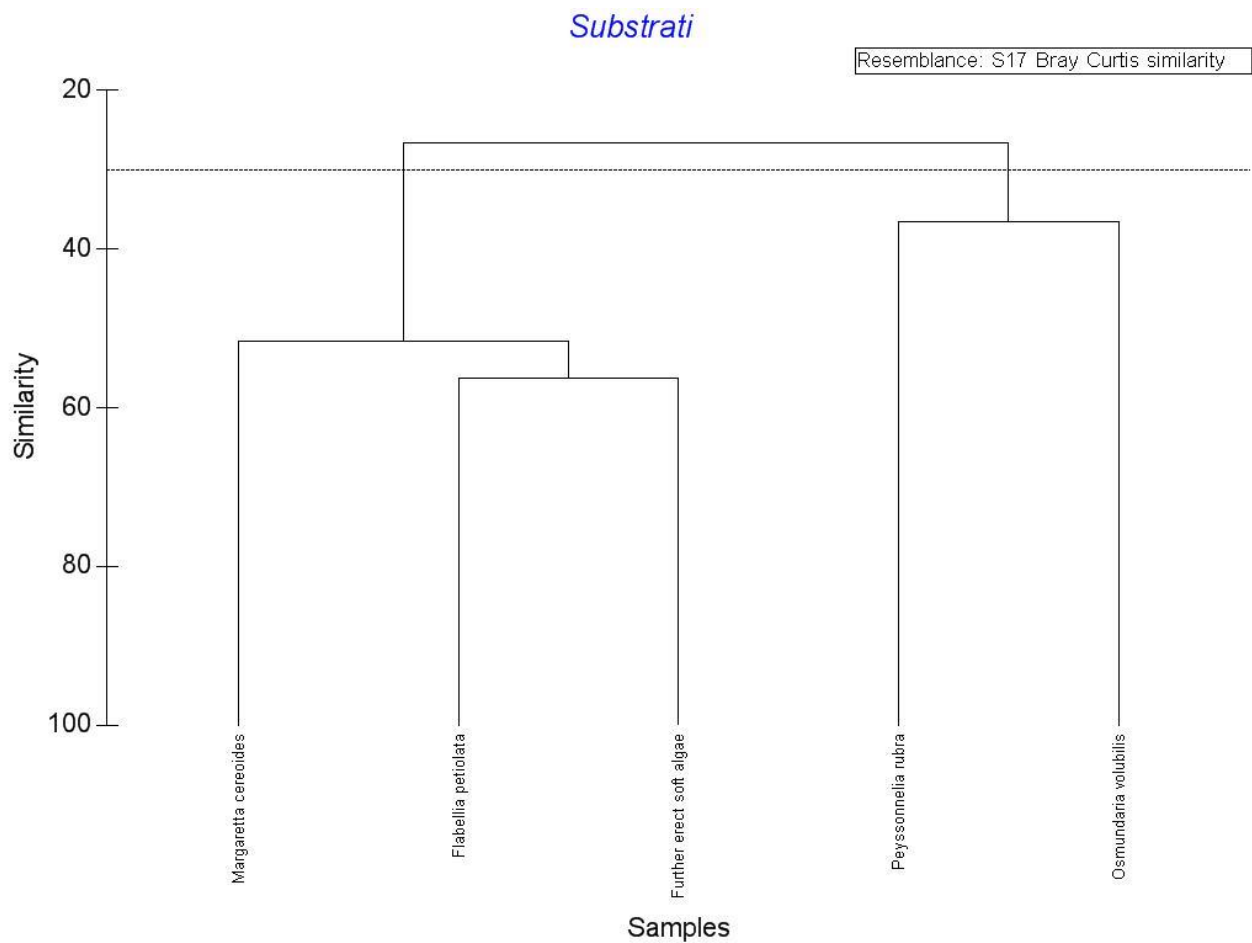 Substrati
Resemblance: S17 Bray Curtis similarity
20
40
60
80
100
Similarity
Margaretta cereoides
Flabellia petiolata
Further erect soft algae
Peyssonnelia rubra
Osmundaria volubilis
Samples